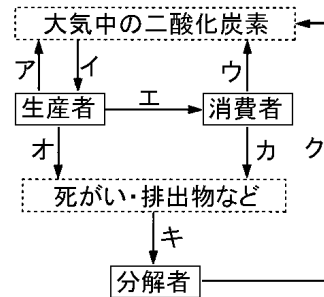 大気中の二酸化炭素
ア イ ウ
生産者 エ 消費者
オ カ ク
死がい・排出物など
キ
分解者